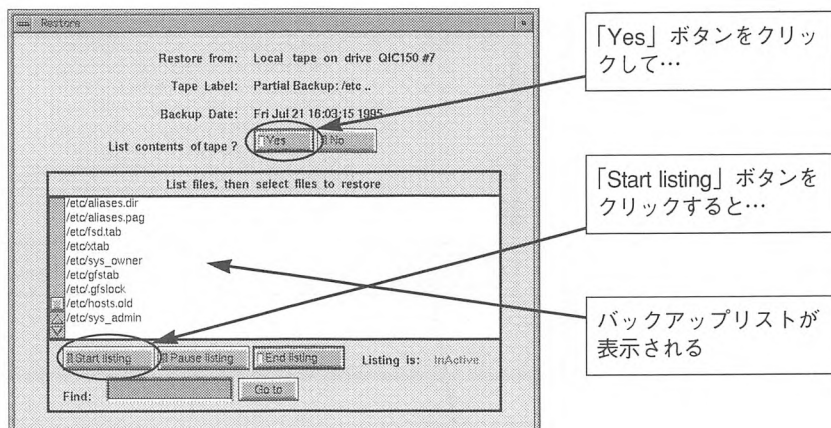 Restore
Restore from: Local tape on drive QIC150 #7
Tape Label: Partial Backup: /etc ..
Backup Date: Fri Jul 21 16:03:15 1995
List contents of tape ? Yes No
List files, then select files to restore
/etc/aliases.dir
/etc/aliases.pag
/etc/fsd.tab
/etc/xtab
/etc/sys_owner
/etc/gfstab
/etc/.gfslock
/etc/hosts.old
/etc/sys_admin
Start listing Pause listing End listing Listing is: InActive
Find: Go to
「Yes」ボタンをクリッ
クして…
「Start listing」ボタンを
クリックすると…
バックアップリストが
表示される